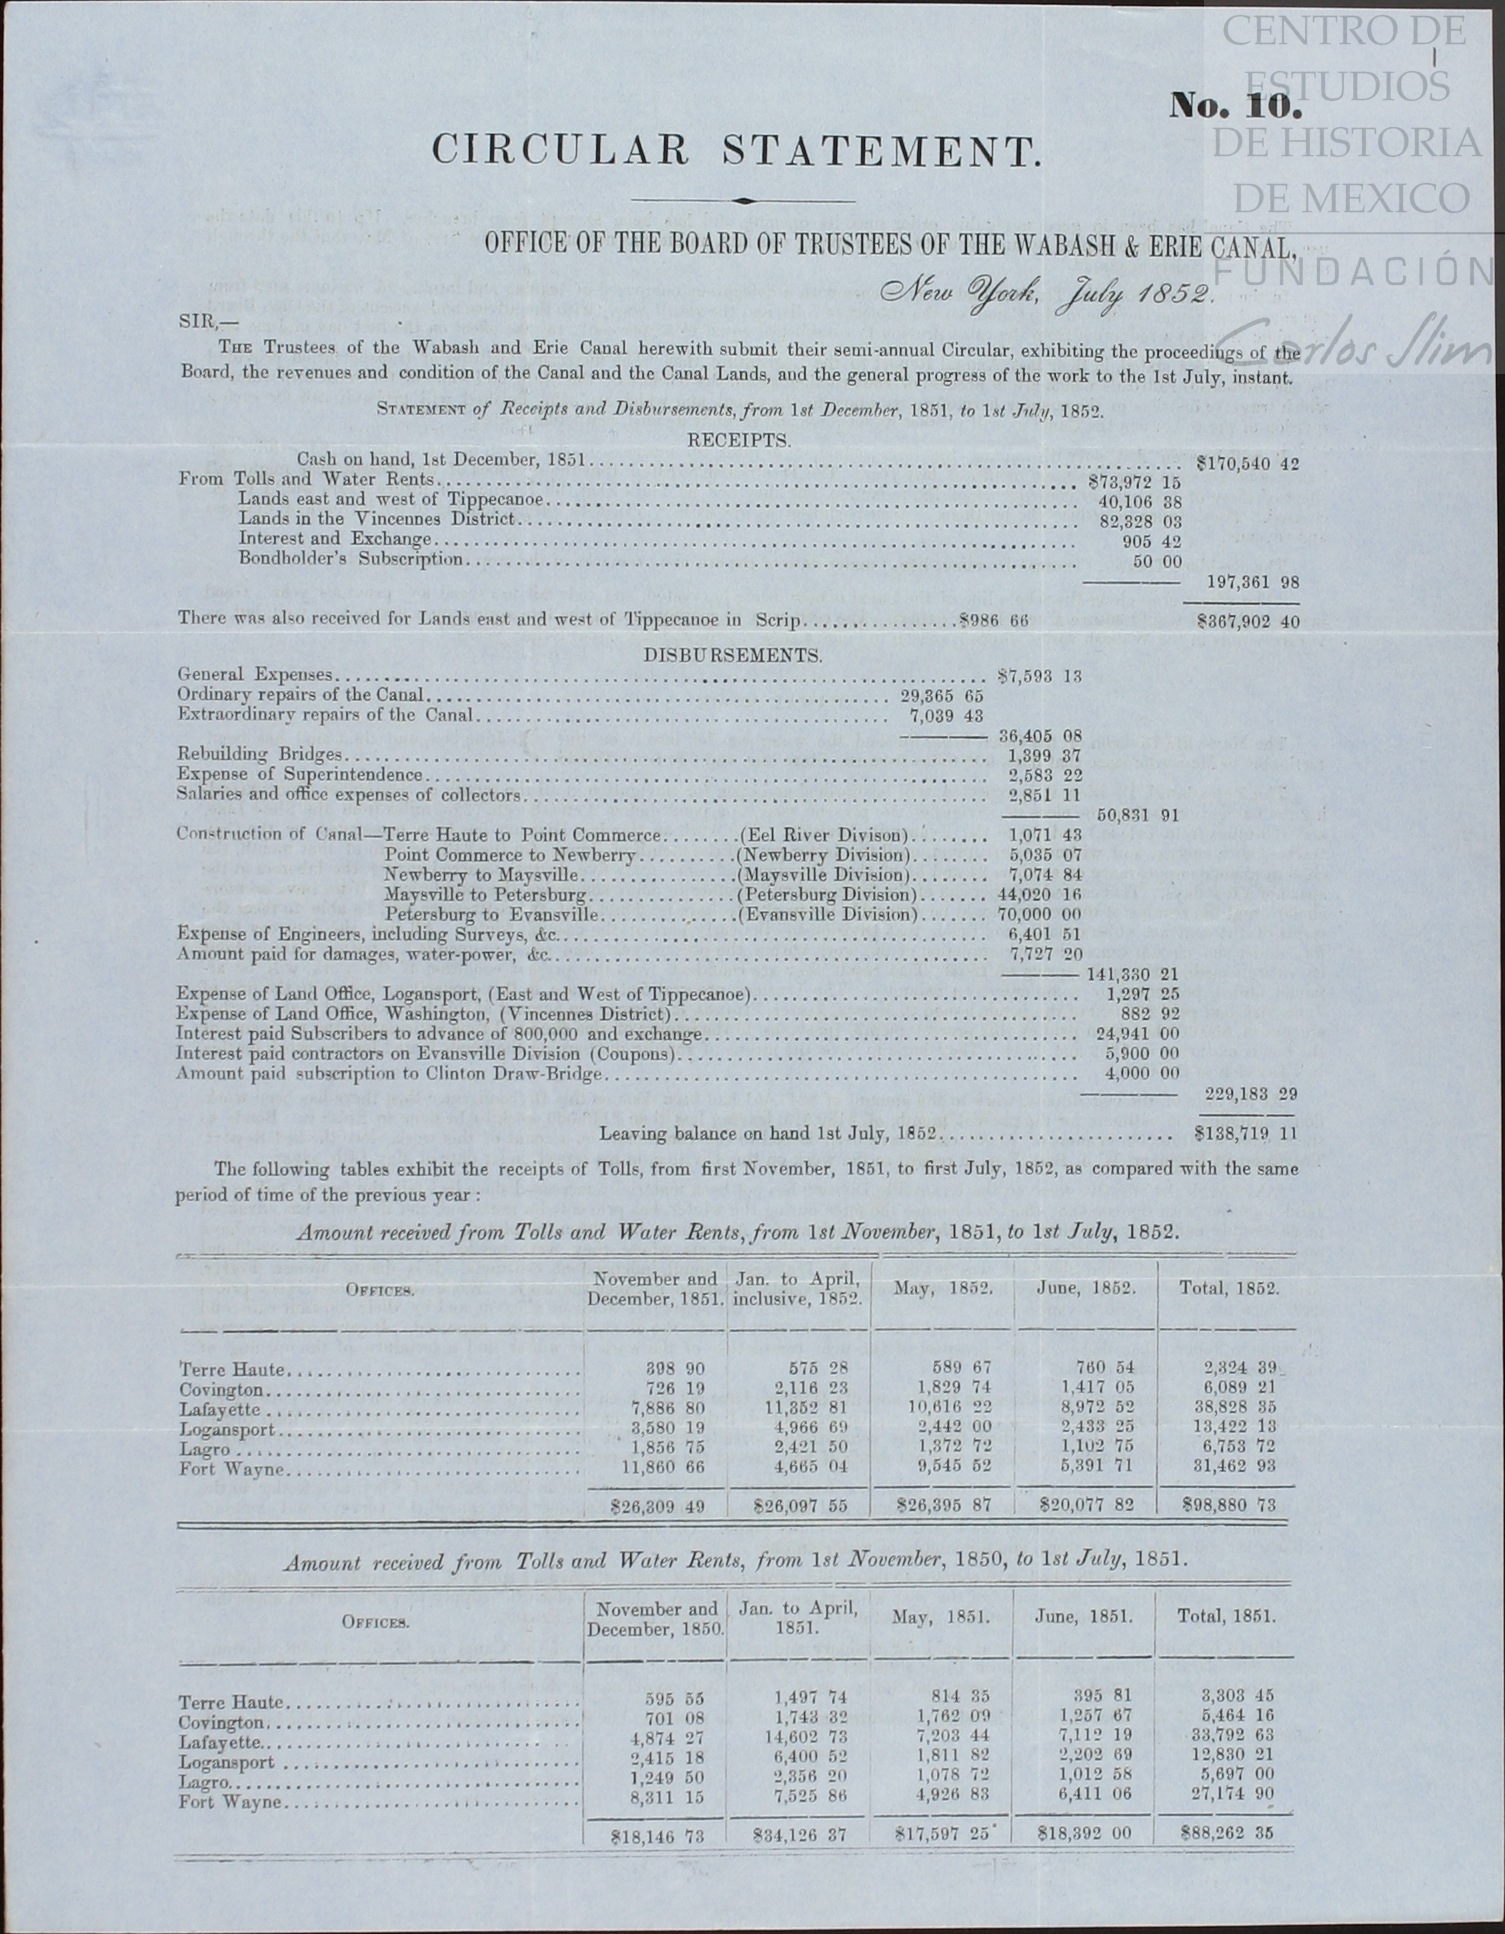 CENTRO DE
ESTUDIOS
DE HISTORIA
DE MEXICO
FUNDACIÓN
Carlos Slim
No. 10.
CIRCULAR STATEMENT.
OFFICE OF THE BOARD OF TRUSTEES OF THE WABASH & ERIE CANAL,
New York, July 1852.
SIR,—
THE Trustees of the Wabash and Erie Canal herewith submit their semi-annual Circular, exhibiting the proceedings of the
Board, the revenues and condition of the Canal and the Canal Lands, and the general progress of the work to the 1st July, instant.
STATEMENT of Receipts and Disbursements, from 1st December, 1851, to 1st July, 1852.
RECEIPTS.
Cash on hand, 1st December, 1851........ $170,540 42
From Tolls and Water Rents........ $73,972 15
Lands east and west of Tippecanoe........ 40,106 38
Lands in the Vincennes District........ 82,328 03
Interest and Exchange........ 905 42
Bondholder's Subscription........ 50 00
197,361 98
There was also received for Lands east and west of Tippecanoe in Scrip........$986 66 $367,902 40
DISBURSEMENTS.
General Expenses........ $7,593 13
Ordinary repairs of the Canal........ 29,365 65
Extraordinary repairs of the Canal........ 7,039 43
36,405 08
Rebuilding Bridges........ 1,399 37
Expense of Superintendence........ 2,583 22
Salaries and office expenses of collectors........ 2,851 11
50,831 91
Construction of Canal—Terre Haute to Point Commerce........(Eel River Divison)........ 1,071 43
Point Commerce to Newberry........(Newberry Division)........ 5,035 07
Newberry to Maysville........(Maysville Division)........ 7,074 84
Maysville to Petersburg........(Petersburg Division)........ 44,020 16
Petersburg to Evansville........(Evansville Division)........ 70,000 00
Expense of Engineers, including Surveys, &c........ 6,401 51
Amount paid for damages, water-power, &c........ 7,727 20
141,330 21
Expense of Land Office, Logansport, (East and West of Tippecanoe)........ 1,297 25
Expense of Land Office, Washington, (Vincennes District)........ 882 92
Interest paid Subscribers to advance of 800,000 and exchange........ 24,941 00
Interest paid contractors on Evansville Division (Coupons)........ 5,900 00
Amount paid subscription to Clinton Draw-Bridge........ 4,000 00
229,183 29
Leaving balance on hand 1st July, 1852........ $138,719 11
The following tables exhibit the receipts of Tolls, from first November, 1851, to first July, 1852, as compared with the same
period of time of the previous year :
Amount received from Tolls and Water Rents, from 1st November, 1851, to 1st July, 1852.
OFFICES. November and December, 1851. Jan. to April, inclusive, 1852. May, 1852. June, 1852. Total, 1852.
Terre Haute........ 398 90 575 28 589 67 760 54 2,324 39
Covington........ 726 19 2,116 23 1,829 74 1,417 05 6,089 21
Lafayette........ 7,886 80 11,352 81 10,616 22 8,972 52 38,828 35
Logansport........ 3,580 19 4,966 69 2,442 00 2,433 25 13,422 13
Lagro........ 1,856 75 2,421 50 1,372 72 1,102 75 6,753 72
Fort Wayne........ 11,860 66 4,665 04 9,545 52 5,391 71 31,462 93
$26,309 49 $26,097 55 $26,395 87 $20,077 82 $98,880 73
Amount received from Tolls and Water Rents, from 1st November, 1850, to 1st July, 1851.
OFFICES. November and December, 1850. Jan. to April, 1851. May, 1851. June, 1851. Total, 1851.
Terre Haute........ 595 55 1,497 74 814 35 395 81 3,303 45
Covington........ 701 08 1,743 32 1,762 09 1,257 67 5,464 16
Lafayette........ 4,874 27 14,602 73 7,203 44 7,112 19 33,792 63
Logansport........ 2,415 18 6,400 52 1,811 82 2,202 69 12,830 21
Lagro........ 1,249 50 2,356 20 1,078 72 1,012 58 5,697 00
Fort Wayne........ 8,311 15 7,525 86 4,926 83 6,411 06 27,174 90
$18,146 73 $34,126 37 $17,597 25 $18,392 00 $88,262 35